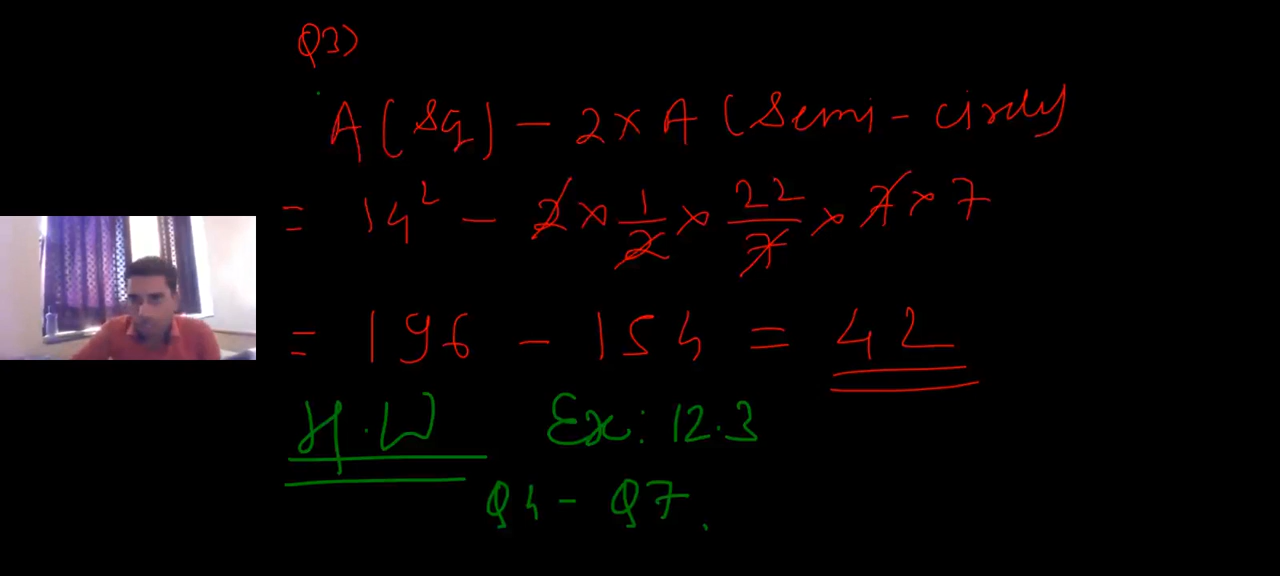 Q3)
A(Sq) - 2 x A (Semi-circle)
= 14² - 2 x 1/2 x 22/7 x 7 x 7
= 196 - 154 = 42
H.W Ex: 12.3
Q4 - Q7.